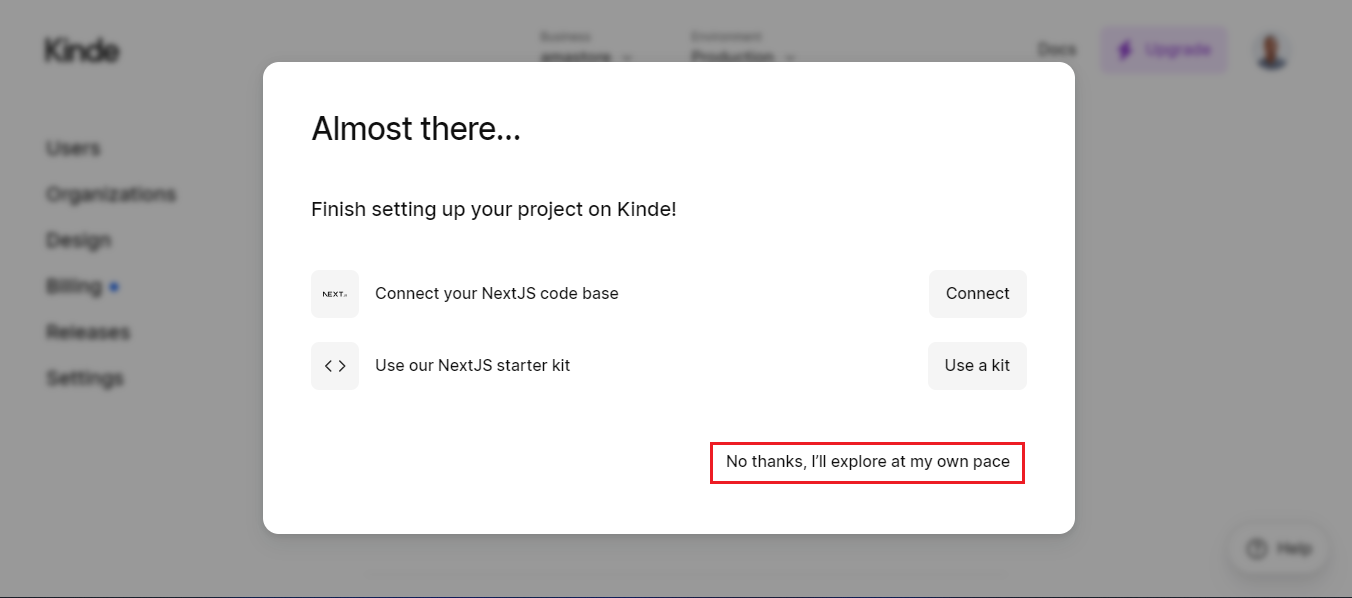 Kinde
Business
Environment
Production
Docs
Upgrade
Users
Organizations
Design
Billing
Releases
Settings
Almost there...
Finish setting up your project on Kinde!
NEXT.JS
Connect your NextJS code base
Connect
<>
Use our NextJS starter kit
Use a kit
No thanks, I'll explore at my own pace
Help